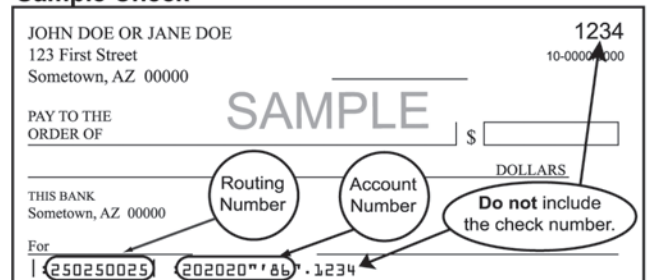 Sample Check
JOHN DOE OR JANE DOE
1234
123 First Street
Sometown, AZ 00000
SAMPLE
PAY TO THE
ORDER OF
$
DOLLARS
THIS BANK
Sometown, AZ 00000
Routing
Number
Account
Number
Do not include
the check number.
For
250250025
202020"'86".1234